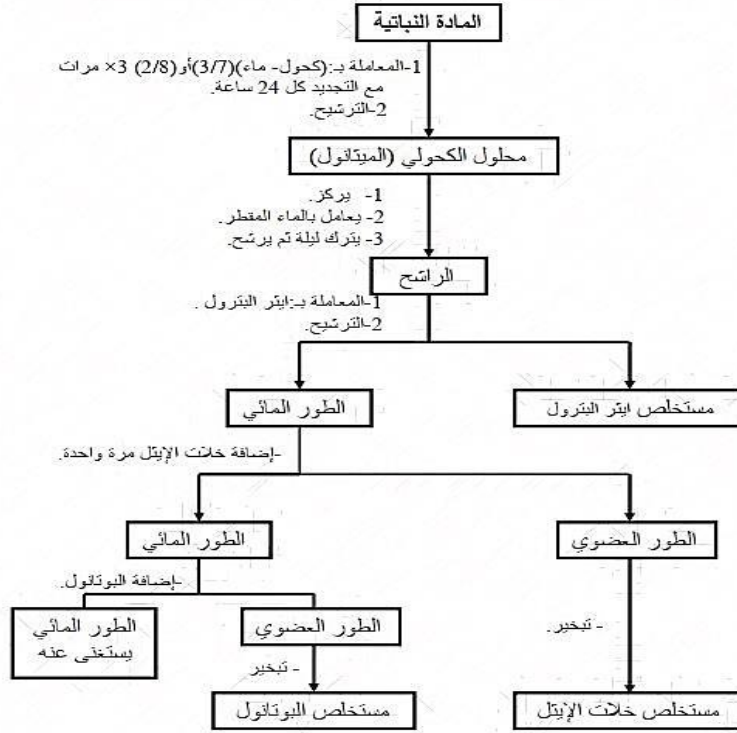 المادة النباتية
1-المعاملة بـ:(كحول- ماء)(3/7)أو(2/8) 3× مرات
مع التجديد كل 24 ساعة.
2-الترشيح.
محلول الكحولي (الميثانول)
1- يركز.
2- يعامل بالماء المقطر.
3- يترك ليلة ثم يرشح.
الراشح
1-المعاملة بـ:ايثر البترول .
2-الترشيح.
الطور المائي
مستخلص ايثر البترول
-إضافة خلات الإيثل مرة واحدة.
الطور المائي
الطور العضوي
-إضافة البوتانول.
الطور المائي
يستغنى عنه
الطور العضوي
- تبخير.
- تبخير
مستخلص البوتانول
مستخلص خلات الإيثل